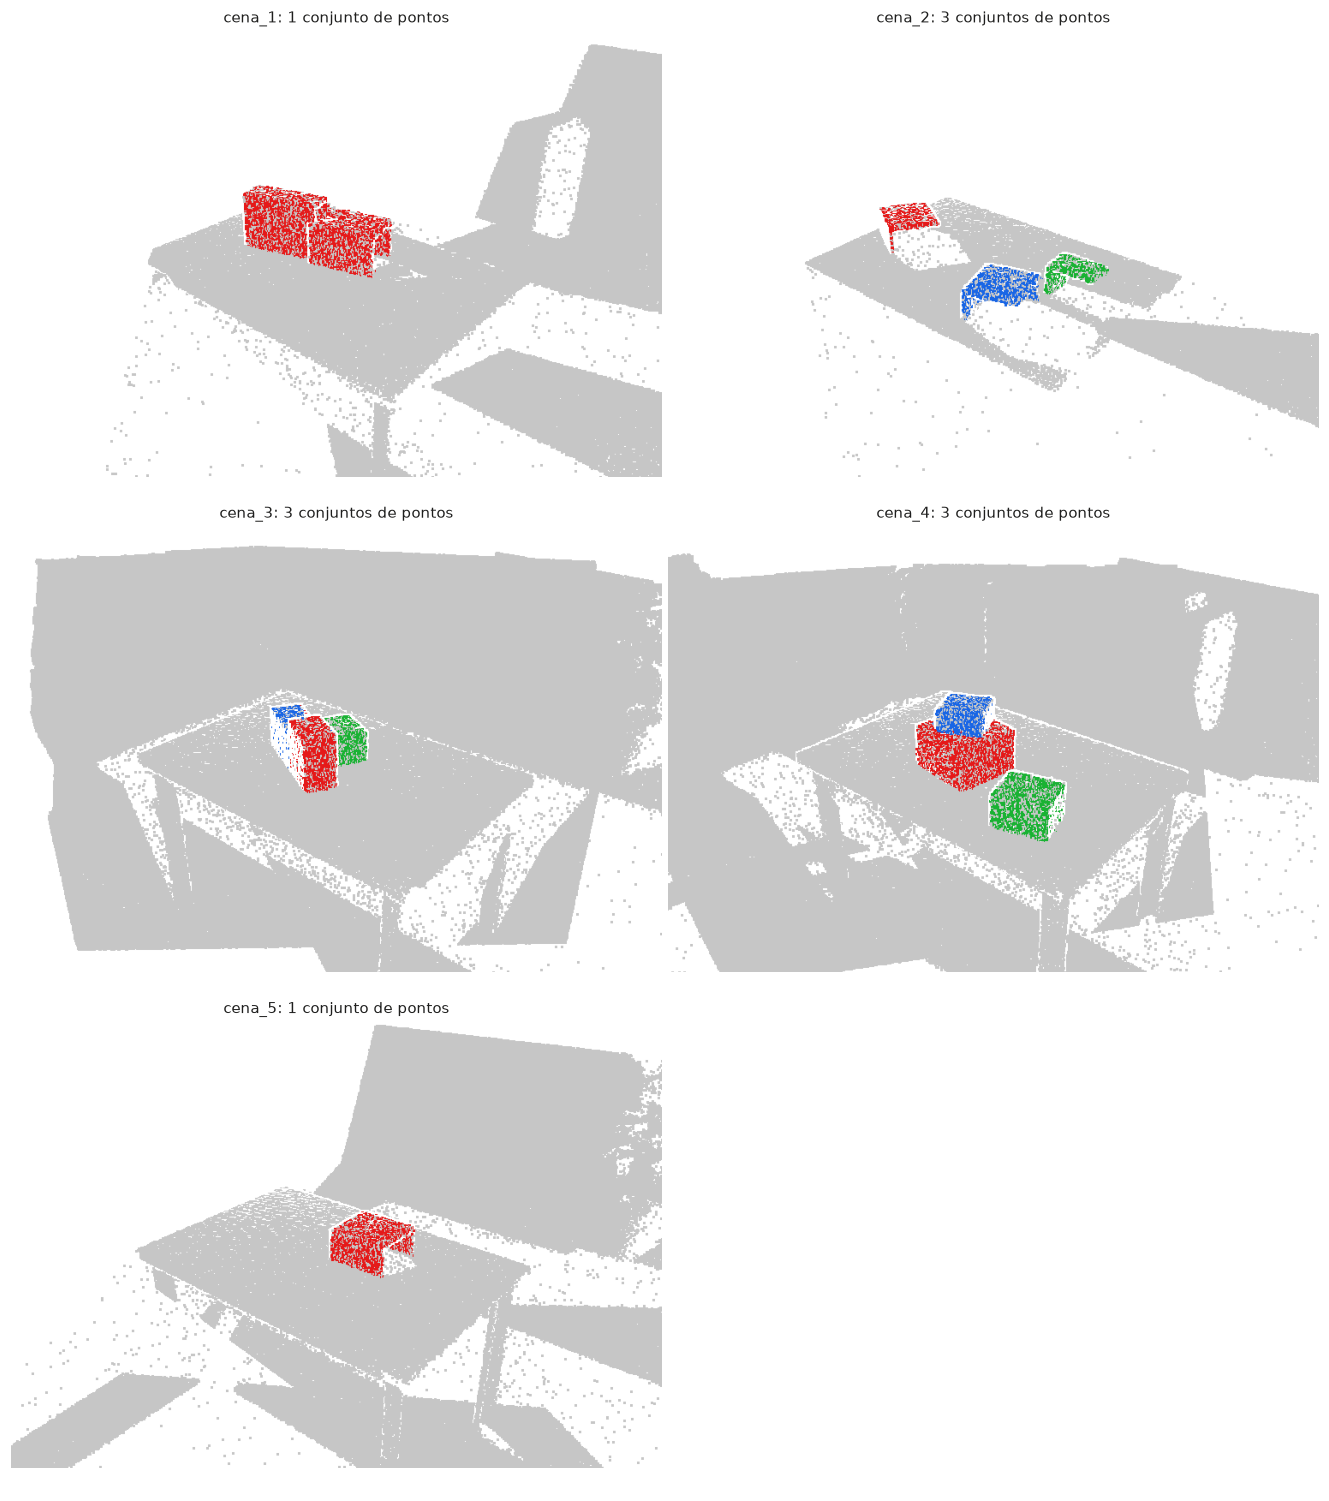 cena_1: 1 conjunto de pontos
cena_2: 3 conjuntos de pontos
cena_3: 3 conjuntos de pontos
cena_4: 3 conjuntos de pontos
cena_5: 1 conjunto de pontos